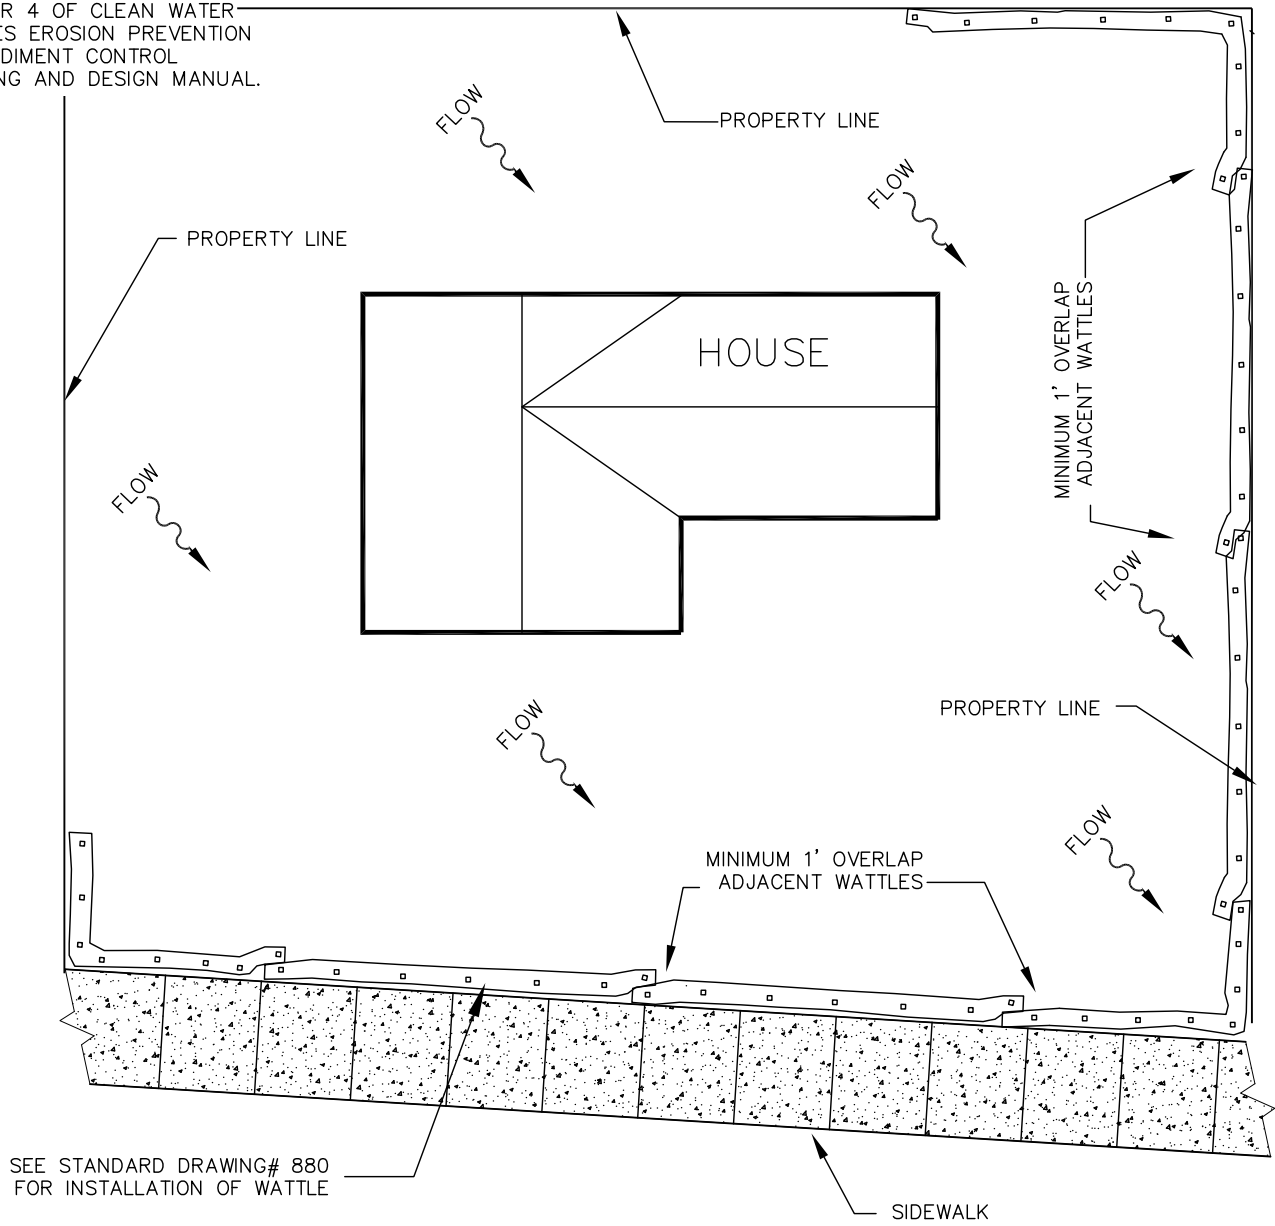 4 OF CLEAN WATER
EROSION PREVENTION
CONTROL
AND DESIGN MANUAL.
FLOW
PROPERTY LINE
FLOW
PROPERTY LINE
MINIMUM 1' OVERLAP
ADJACENT WATTLES
HOUSE
FLOW
FLOW
PROPERTY LINE
FLOW
FLOW
MINIMUM 1' OVERLAP
ADJACENT WATTLES
SEE STANDARD DRAWING# 880
FOR INSTALLATION OF WATTLE
SIDEWALK